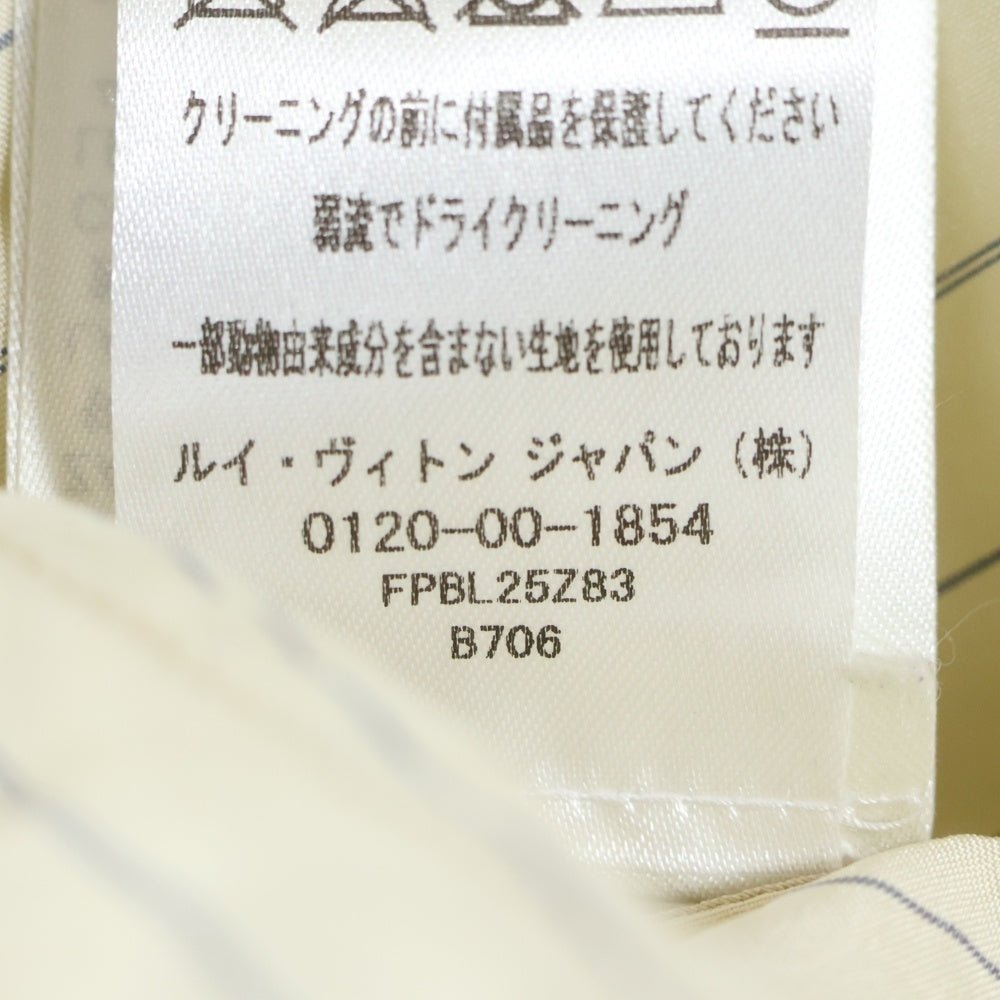 クリーニングの前に付属品を保護してください
弱流でドライクリーニング
一部動物由来成分を含まない生地を使用しております
ルイ・ヴィトン ジャパン (株)
0120-00-1854
FPBL25Z83
B706